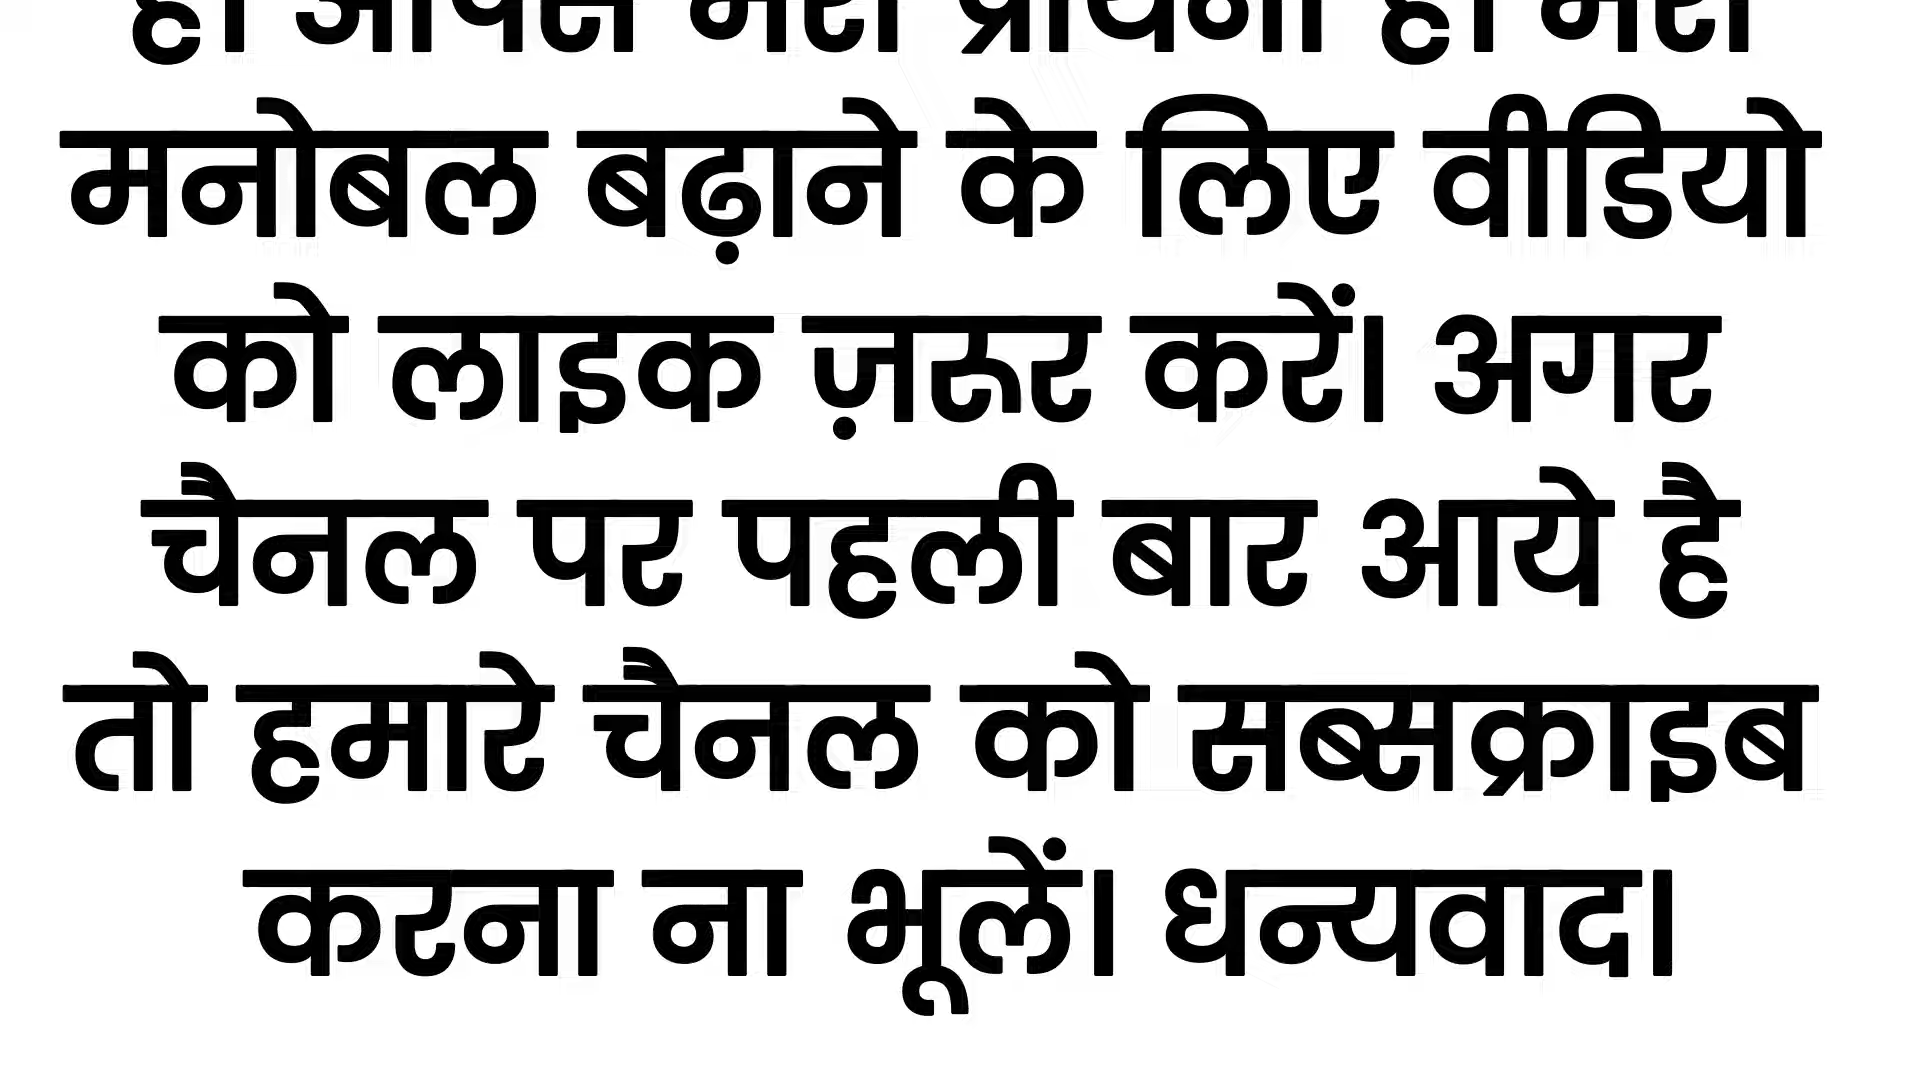 मनोबल बढ़ाने के लिए वीडियो
को लाइक ज़रूर करें। अगर
चैनल पर पहली बार आये है
तो हमारे चैनल को सब्सक्राइब
करना ना भूलें। धन्यवाद।